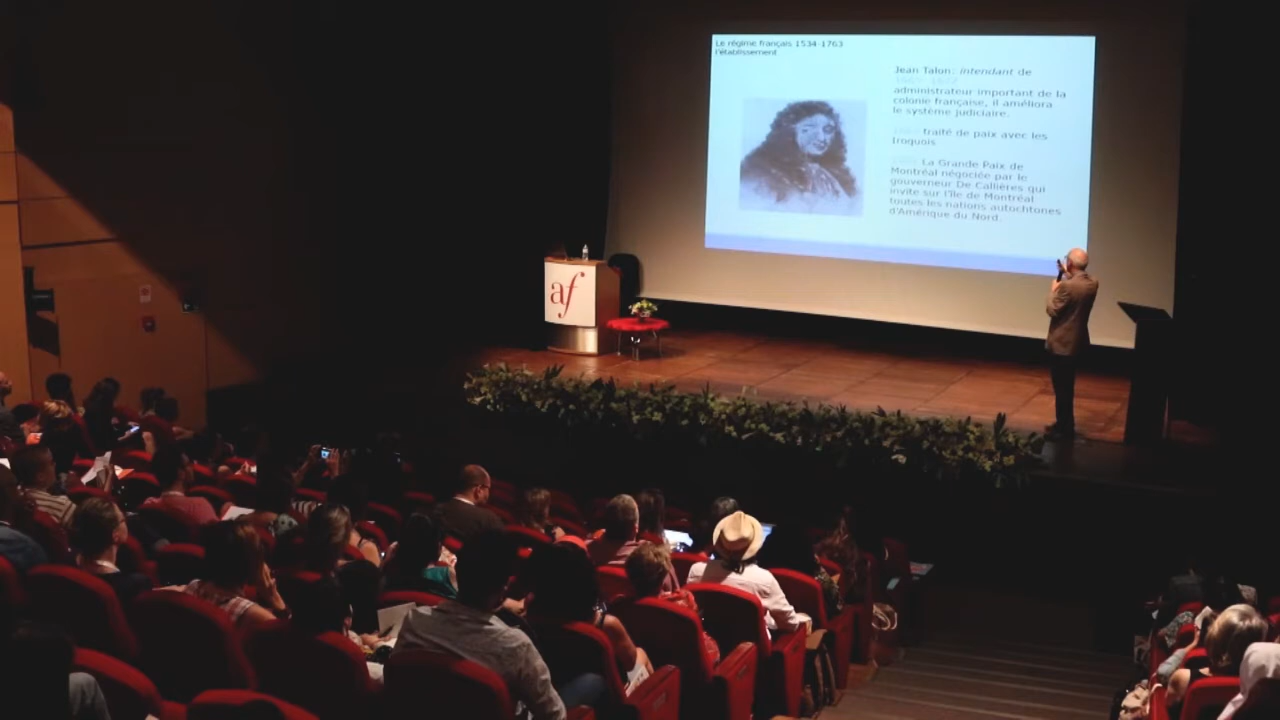 Le régime français 1534-1763
l'établissement
Jean Talon: intendant de
administrateur important de la
colonie française, il améliora
le système judiciaire.
traité de paix avec les
Iroquois
La Grande Paix de
Montréal négociée par le
gouverneur De Callières qui
invite sur l'île de Montréal
toutes les nations autochtones
d'Amérique du Nord.
af